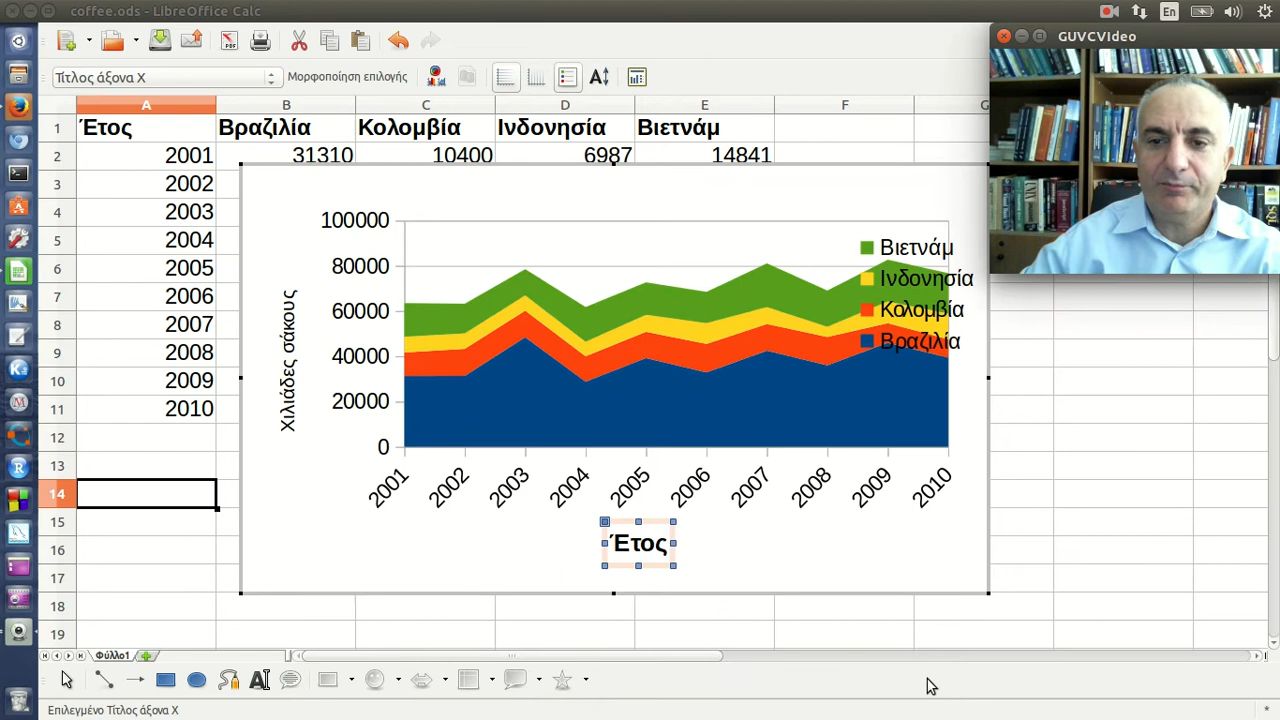 coffee.ods - LibreOffice Calc
En
GUVCVIdeo
Τίτλος άξονα X
Μορφοποίηση επιλογής
A B C D E F G
1 Έτος Βραζιλία Κολομβία Ινδονησία Βιετνάμ
2 2001 31310 10400 6987 14841
3 2002
4 2003
5 2004
6 2005
7 2006
8 2007
9 2008
10 2009
11 2010
12
13
14
15
16
17
18
19
100000
80000
60000
40000
20000
0
Χιλιάδες σάκους
Βιετνάμ
Ινδονησία
Κολομβία
Βραζιλία
2001 2002 2003 2004 2005 2006 2007 2008 2009 2010
Έτος
Φύλλο1
Επιλεγμένο Τίτλος άξονα X